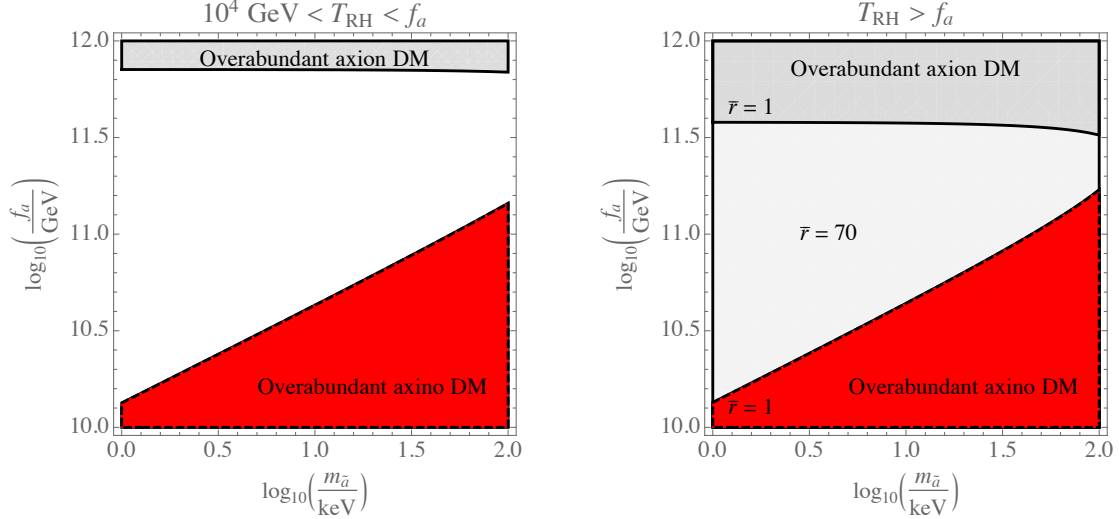 10⁴ GeV < T_RH < f_a
Overabundant axion DM
Overabundant axino DM
log₁₀(f_a/GeV)
12.0
11.5
11.0
10.5
10.0
0.0
0.5
1.0
1.5
2.0
log₁₀(m_ã/keV)
T_RH > f_a
Overabundant axion DM
r̄ = 1
r̄ = 70
Overabundant axino DM
r̄ = 1
log₁₀(f_a/GeV)
12.0
11.5
11.0
10.5
10.0
0.0
0.5
1.0
1.5
2.0
log₁₀(m_ã/keV)